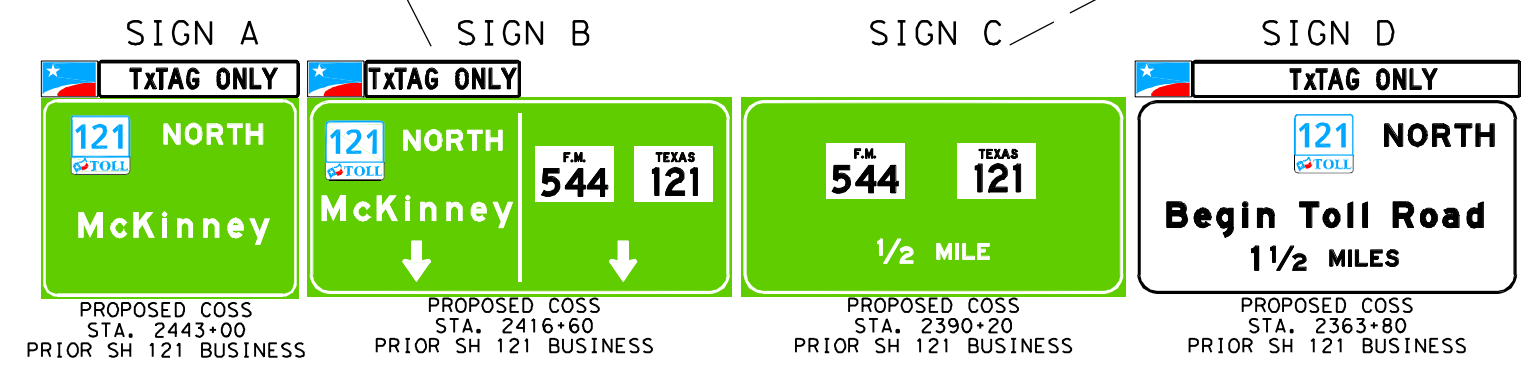 SIGN A
TxTAG ONLY
121 NORTH
TOLL
McKinney
PROPOSED COSS
STA. 2443+00
PRIOR SH 121 BUSINESS
SIGN B
TxTAG ONLY
121 NORTH
TOLL
McKinney
F.M.
544
TEXAS
121
PROPOSED COSS
STA. 2416+60
PRIOR SH 121 BUSINESS
SIGN C
F.M.
544
TEXAS
121
1/2 MILE
PROPOSED COSS
STA. 2390+20
PRIOR SH 121 BUSINESS
SIGN D
TxTAG ONLY
121 NORTH
TOLL
Begin Toll Road
1 1/2 MILES
PROPOSED COSS
STA. 2363+80
PRIOR SH 121 BUSINESS